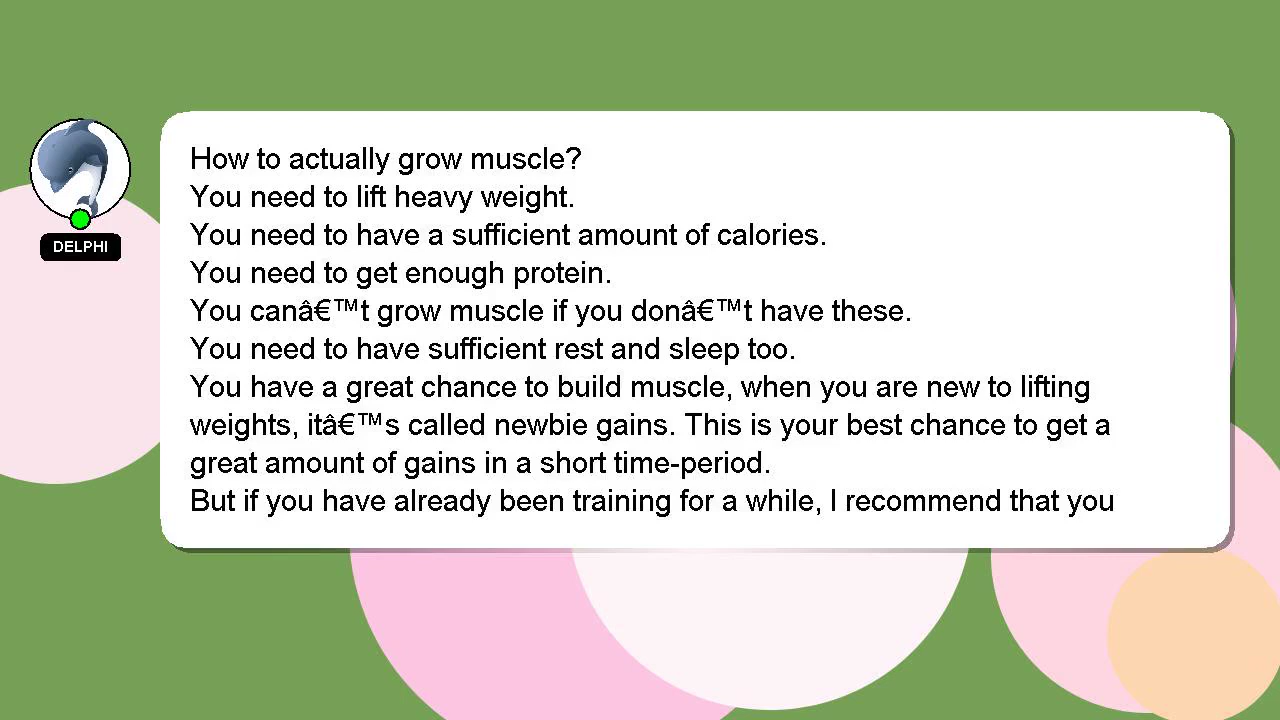 How to actually grow muscle?
You need to lift heavy weight.
You need to have a sufficient amount of calories.
You need to get enough protein.
You canâ€™t grow muscle if you donâ€™t have these.
You need to have sufficient rest and sleep too.
You have a great chance to build muscle, when you are new to lifting
weights, itâ€™s called newbie gains. This is your best chance to get a
great amount of gains in a short time-period.
But if you have already been training for a while, I recommend that you
DELPHI